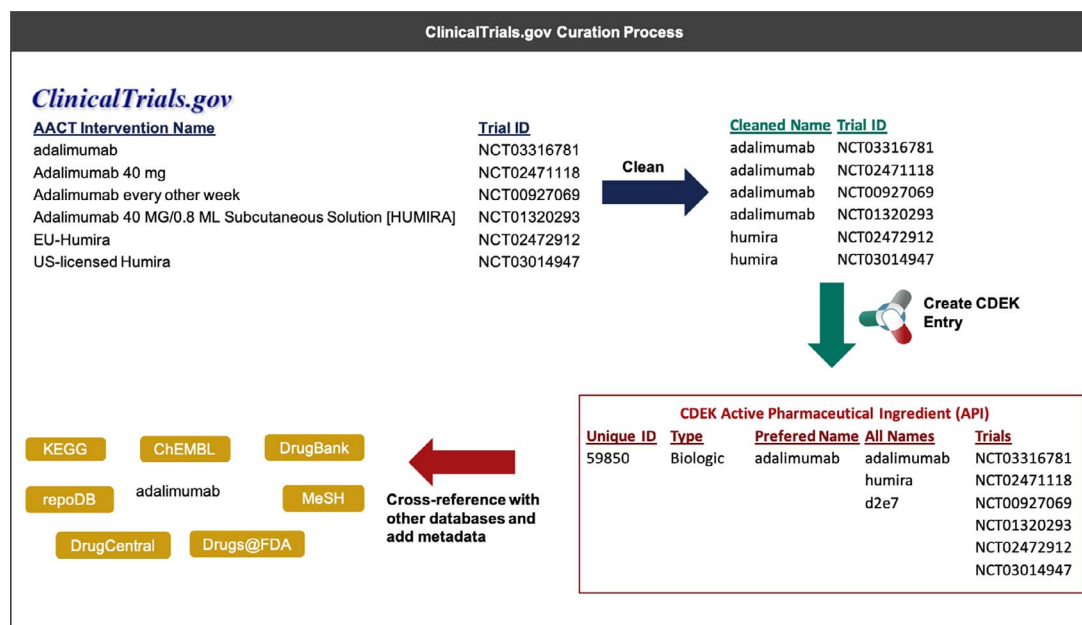 ClinicalTrials.gov Curation Process
ClinicalTrials.gov
AACT Intervention Name Trial ID
adalimumab NCT03316781
Adalimumab 40 mg NCT02471118
Adalimumab every other week NCT00927069
Adalimumab 40 MG/0.8 ML Subcutaneous Solution [HUMIRA] NCT01320293
EU-Humira NCT02472912
US-licensed Humira NCT03014947
Clean
Cleaned Name Trial ID
adalimumab NCT03316781
adalimumab NCT02471118
adalimumab NCT00927069
adalimumab NCT01320293
humira NCT02472912
humira NCT03014947
Create CDEK
Entry
CDEK Active Pharmaceutical Ingredient (API)
Unique ID Type Prefered Name All Names Trials
59850 Biologic adalimumab adalimumab NCT03316781
humira NCT02471118
d2e7 NCT00927069
NCT01320293
NCT02472912
NCT03014947
Cross-reference with
other databases and
add metadata
KEGG ChEMBL DrugBank
repoDB adalimumab MeSH
DrugCentral Drugs@FDA